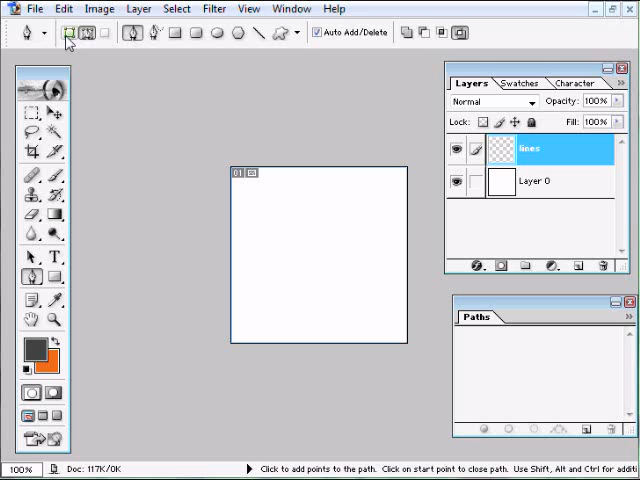 File Edit Image Layer Select Filter View Window Help
Auto Add/Delete
Layers Swatches Character
Normal Opacity: 100%
Lock: Fill: 100%
lines
Layer 0
01
Paths
100% Doc: 117K/0K Click to add points to the path. Click on start point to close path. Use Shift, Alt and Ctrl for additi